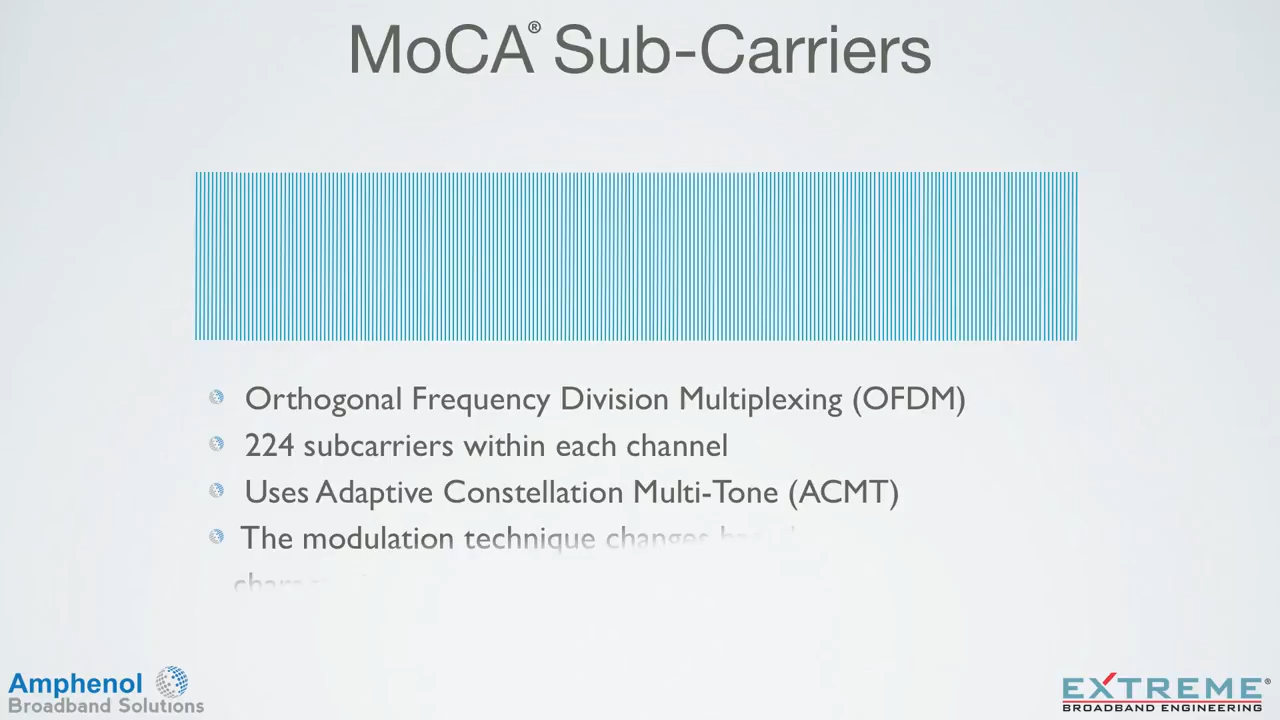 MoCA® Sub-Carriers
Orthogonal Frequency Division Multiplexing (OFDM)
224 subcarriers within each channel
Uses Adaptive Constellation Multi-Tone (ACMT)
The modulation technique changes
Amphenol
Broadband Solutions
EXTREME®
BROADBAND ENGINEERING